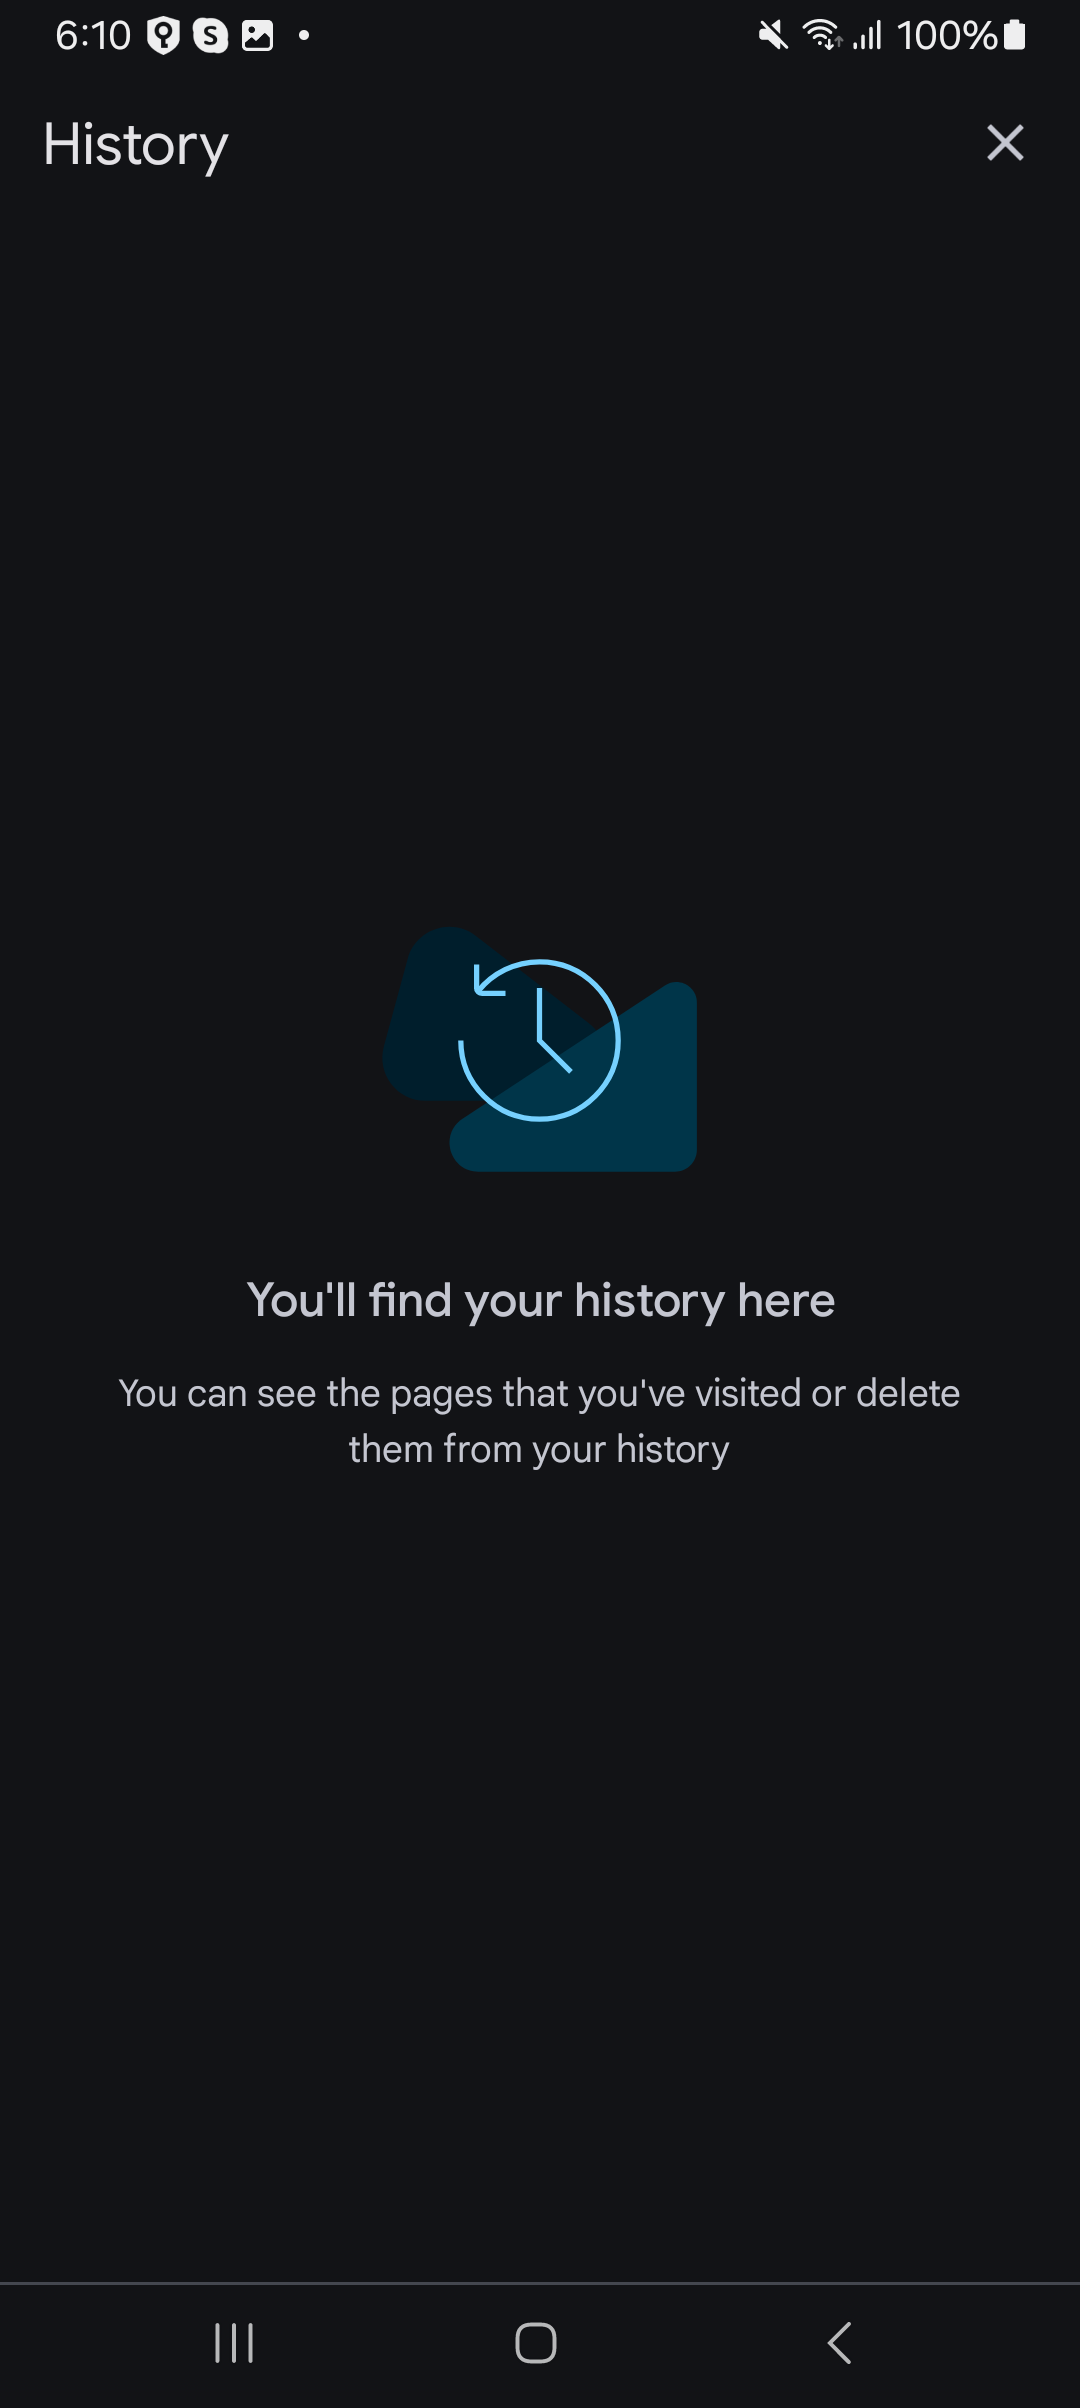 6:10
100%
History
You'll find your history here
You can see the pages that you've visited or delete
them from your history